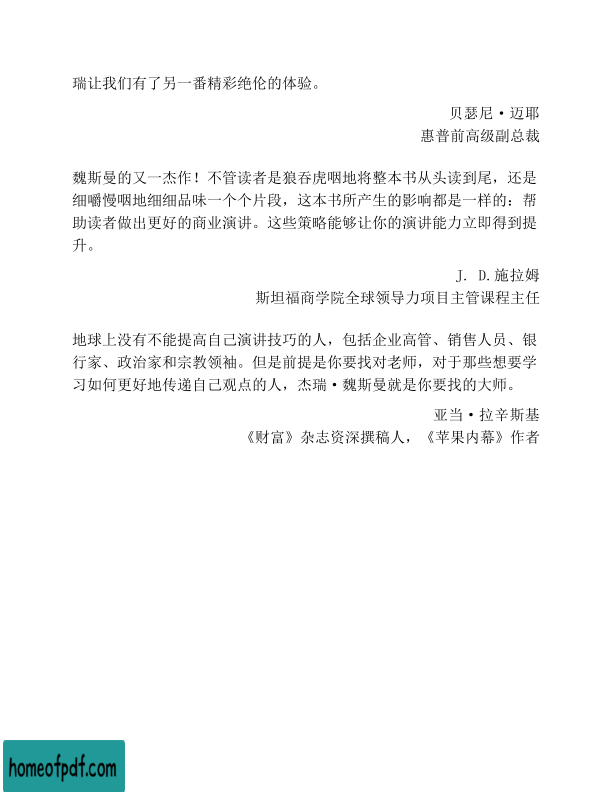 瑞让我们有了另一番精彩绝伦的体验。
贝瑟尼·迈耶
惠普前高级副总裁
魏斯曼的又一杰作！不管读者是狼吞虎咽地将整本书从头读到尾，还是
细嚼慢咽地细细品味一个个片段，这本书所产生的影响都是一样的：帮
助读者做出更好的商业演讲。这些策略能够让你的演讲能力立即得到提
升。
J. D.施拉姆
斯坦福商学院全球领导力项目主管课程主任
地球上没有不能提高自己演讲技巧的人，包括企业高管、销售人员、银
行家、政治家和宗教领袖。但是前提是你要找对老师，对于那些想要学
习如何更好地传递自己观点的人，杰瑞·魏斯曼就是你要找的大师。
亚当·拉辛斯基
《财富》杂志资深撰稿人，《苹果内幕》作者
homeofpdf.com